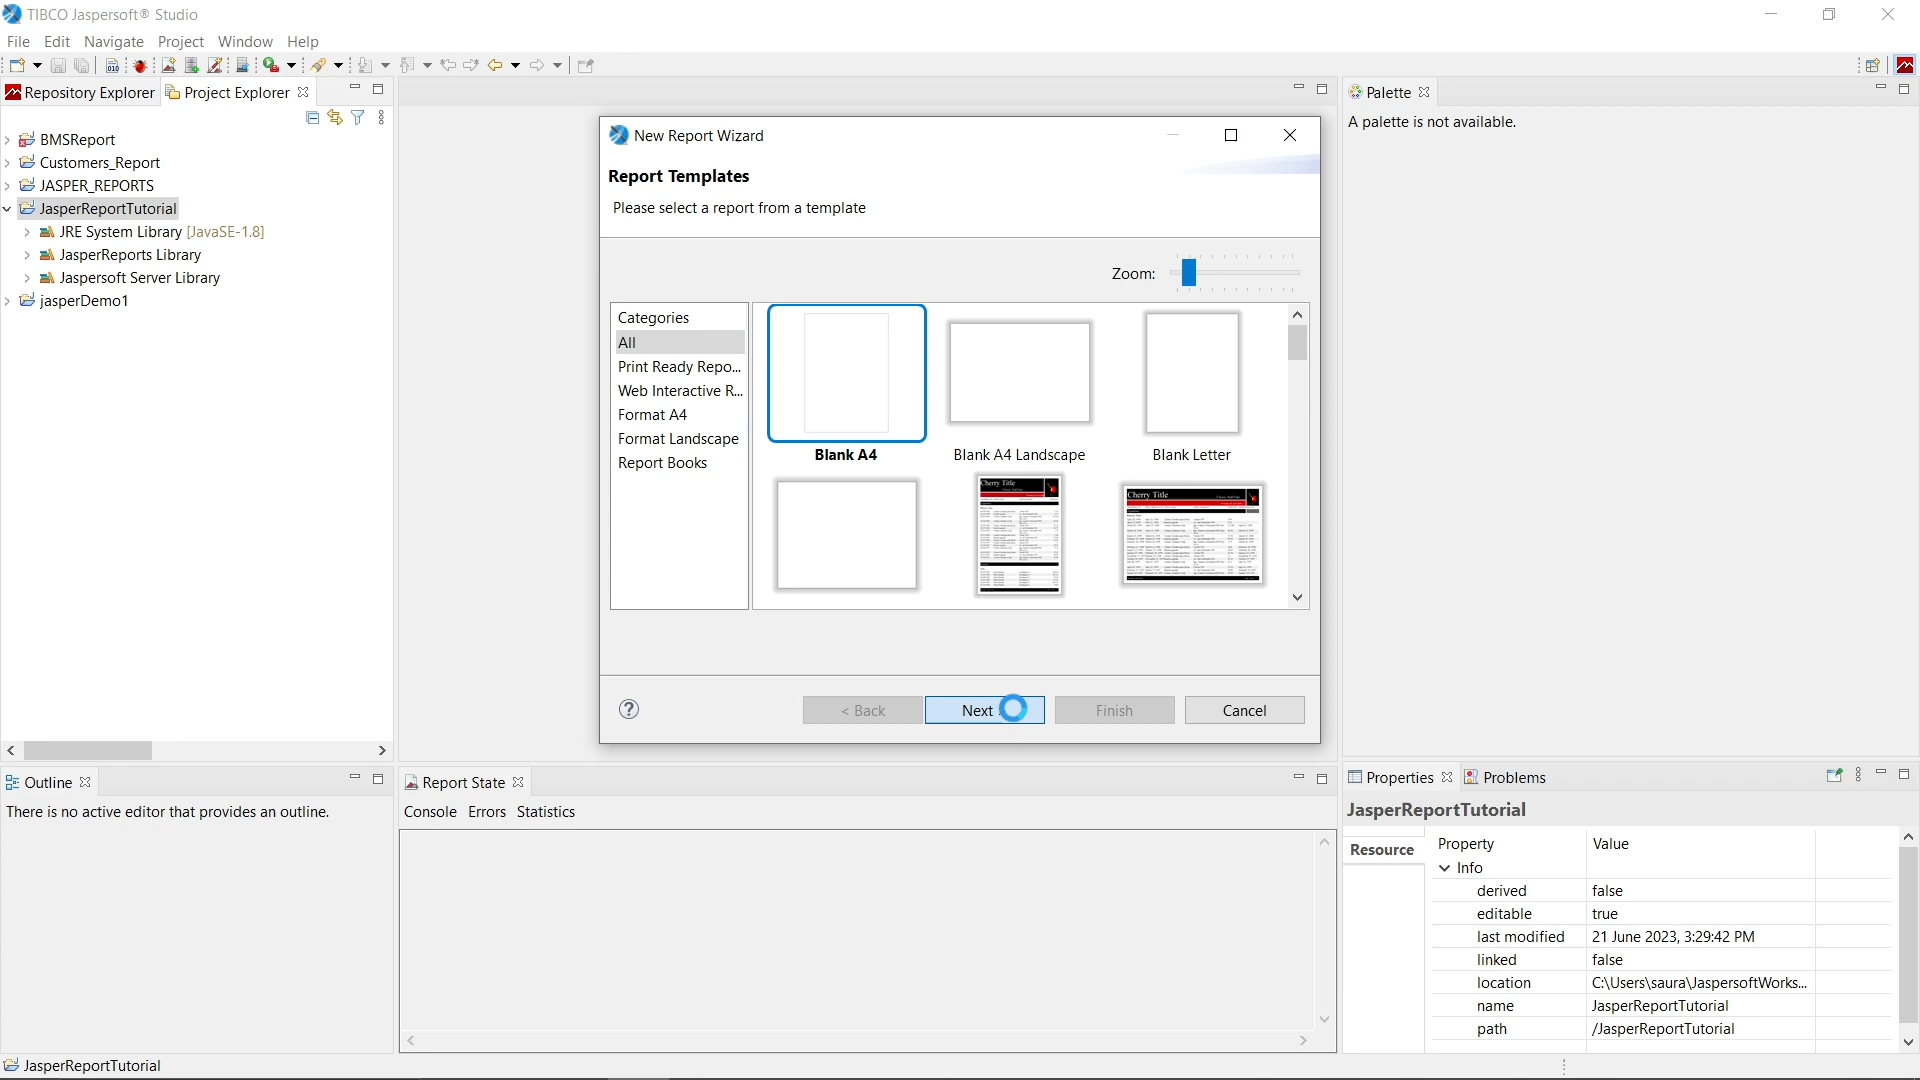 TIBCO Jaspersoft® Studio
File Edit Navigate Project Window Help
Repository Explorer Project Explorer
BMSReport
Customers_Report
JASPER_REPORTS
JasperReportTutorial
JRE System Library [JavaSE-1.8]
JasperReports Library
Jaspersoft Server Library
jasperDemo1
New Report Wizard
Report Templates
Please select a report from a template
Zoom:
Categories
All
Print Ready Repo...
Web Interactive R...
Format A4
Format Landscape
Report Books
Blank A4 Blank A4 Landscape Blank Letter
Cherry Title
Cherry Title
< Back Next Finish Cancel
Palette
A palette is not available.
Outline
There is no active editor that provides an outline.
Report State
Console Errors Statistics
Properties Problems
JasperReportTutorial
Resource
Property Value
Info
derived false
editable true
last modified 21 June 2023, 3:29:42 PM
linked false
location C:\Users\saura\JaspersoftWorks...
name JasperReportTutorial
path /JasperReportTutorial
JasperReportTutorial